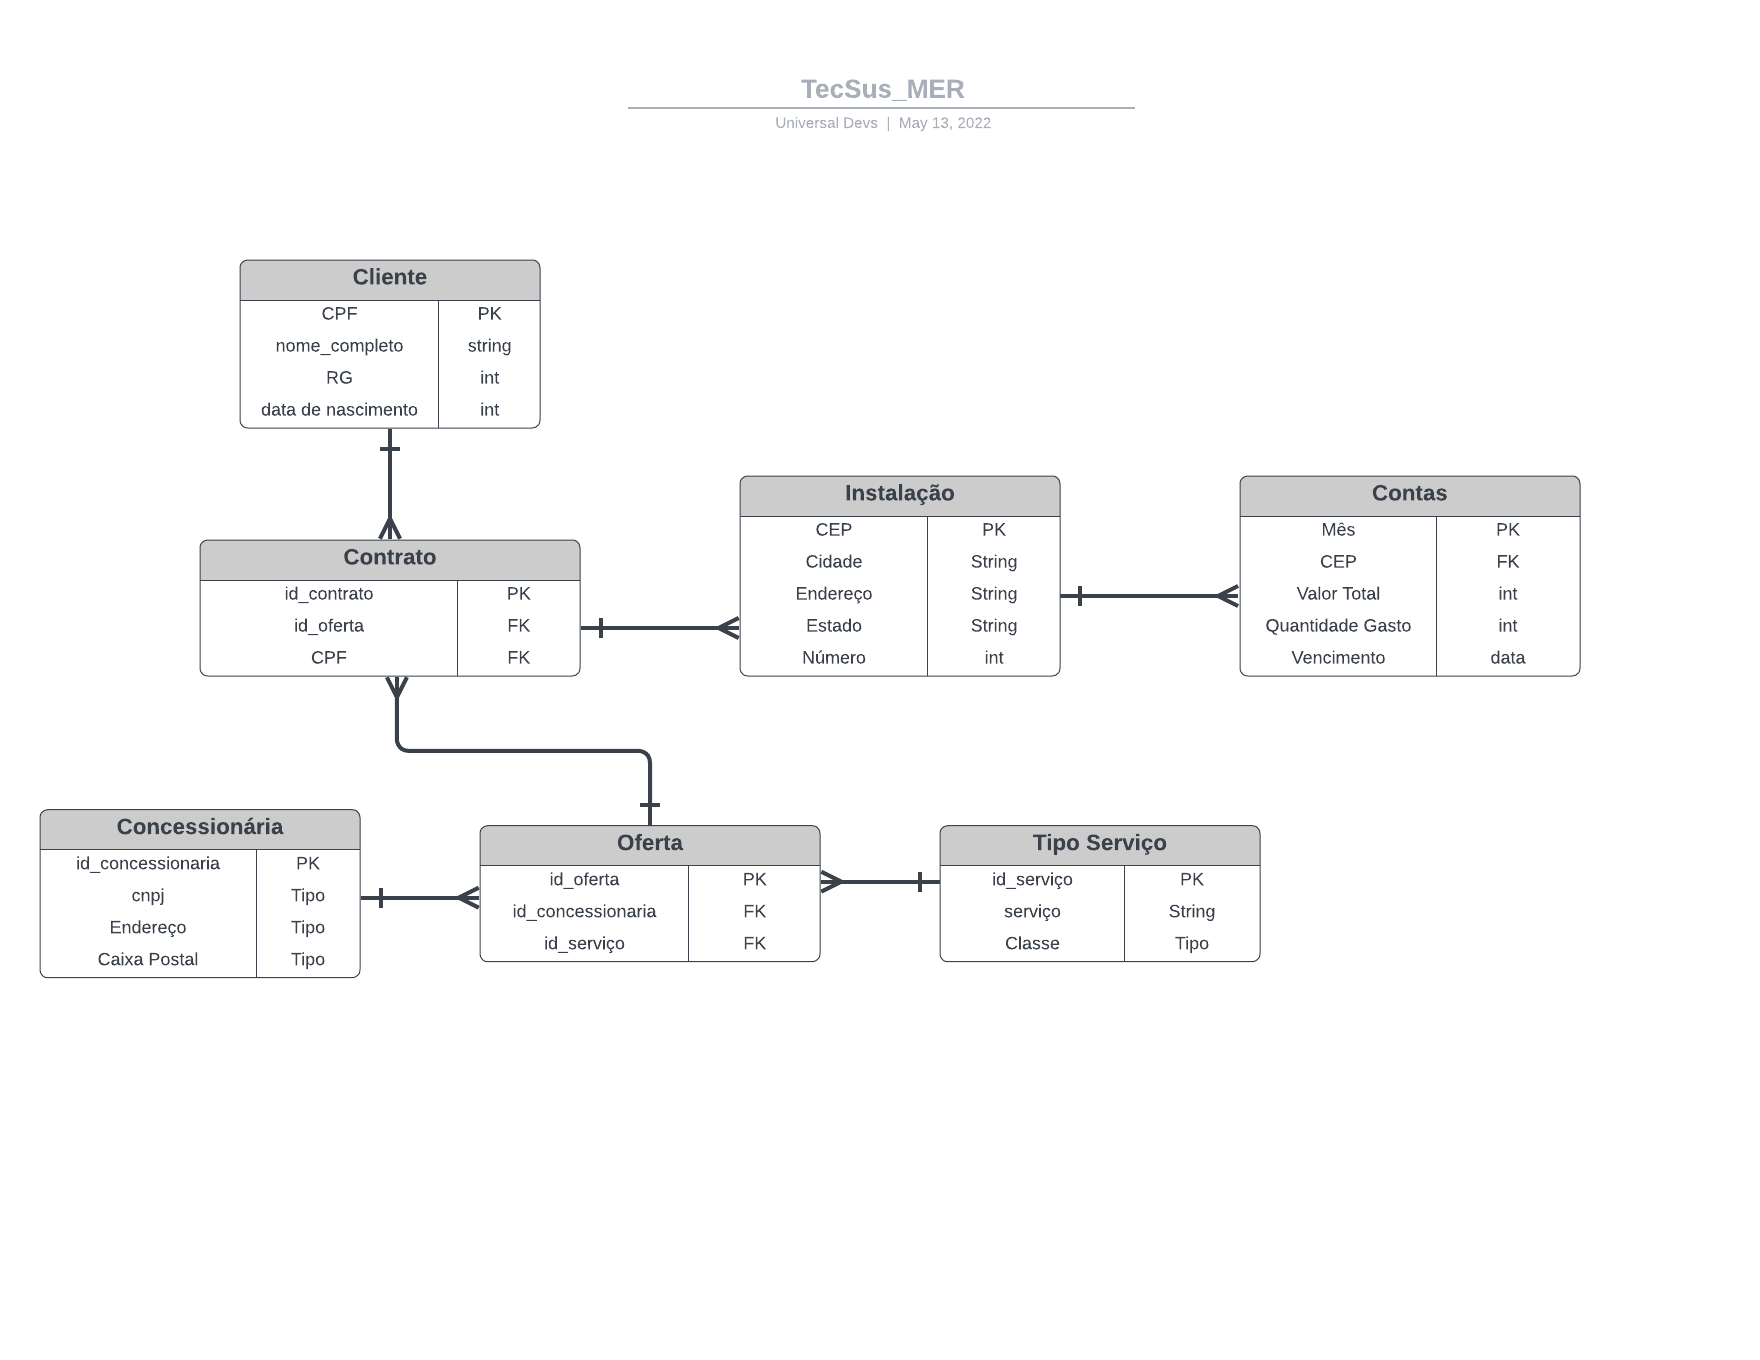 TecSus_MER
Universal Devs | May 13, 2022
Cliente
CPF PK
nome_completo string
RG int
data de nascimento int
Contrato
id_contrato PK
id_oferta FK
CPF FK
Instalação
CEP PK
Cidade String
Endereço String
Estado String
Número int
Contas
Mês PK
CEP FK
Valor Total int
Quantidade Gasto int
Vencimento data
Concessionária
id_concessionaria PK
cnpj Tipo
Endereço Tipo
Caixa Postal Tipo
Oferta
id_oferta PK
id_concessionaria FK
id_serviço FK
Tipo Serviço
id_serviço PK
serviço String
Classe Tipo